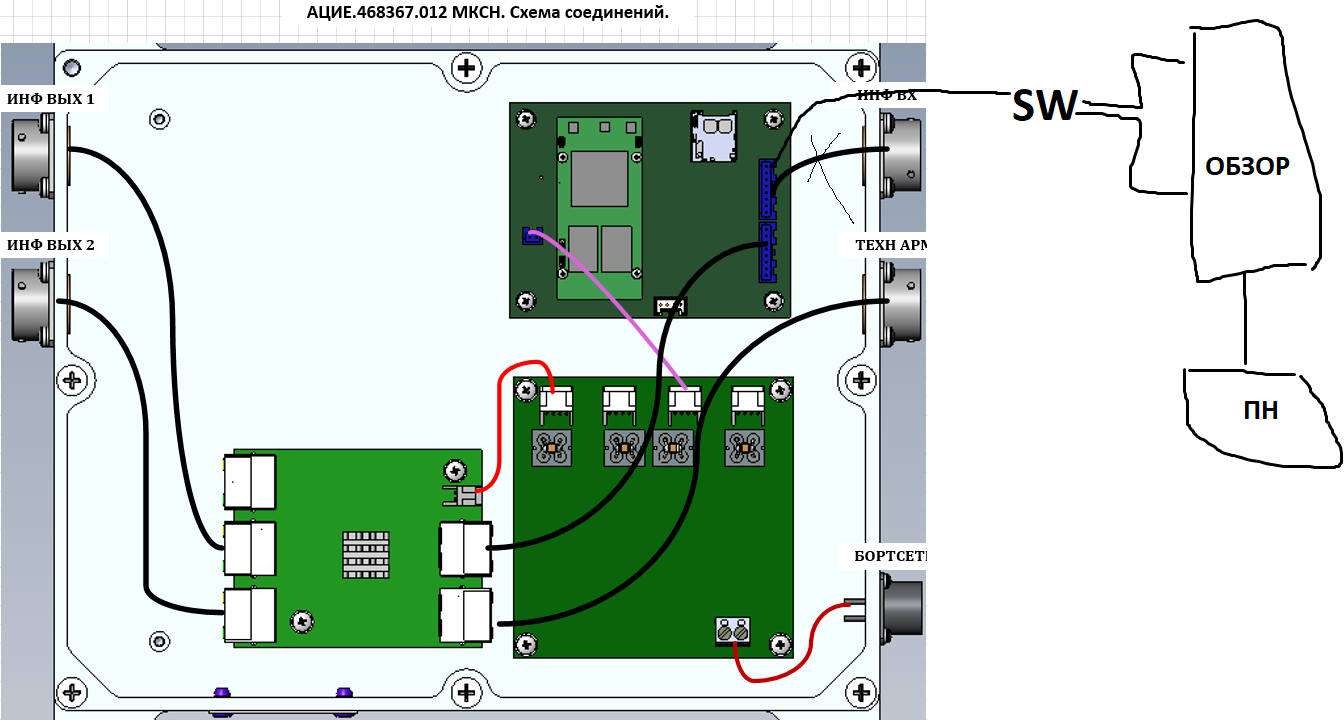 АЦИЕ.468367.012 МКСН. Схема соединений.
ИНФ ВЫХ 1
ИНФ ВХ
SW
ОБЗОР
ИНФ ВЫХ 2
ТЕХН АРМ
ПН
БОРТСЕТ